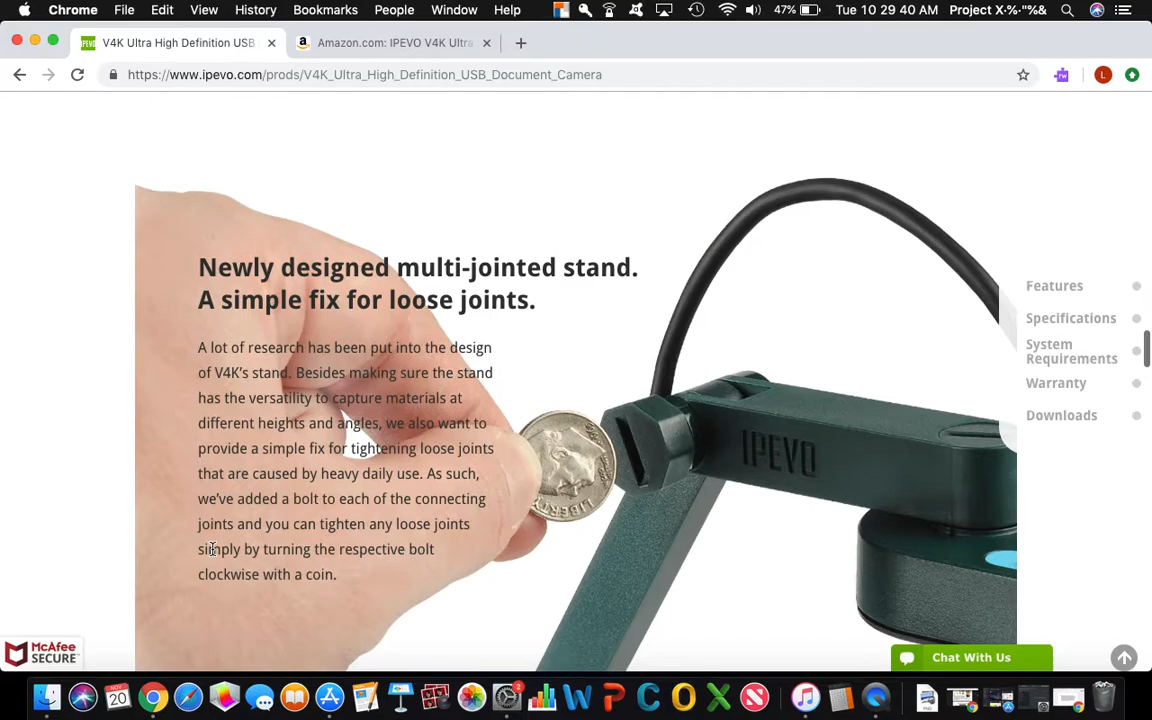 Chrome File Edit View History Bookmarks People Window Help 47% Tue 10 29 40 AM Project X·%·"%&
V4K Ultra High Definition USB Amazon.com: IPEVO V4K Ultra
https://www.ipevo.com/prods/V4K_Ultra_High_Definition_USB_Document_Camera
rw L
Newly designed multi-jointed stand.
A simple fix for loose joints.
A lot of research has been put into the design
of V4K's stand. Besides making sure the stand
has the versatility to capture materials at
different heights and angles, we also want to
provide a simple fix for tightening loose joints
that are caused by heavy daily use. As such,
we've added a bolt to each of the connecting
joints and you can tighten any loose joints
simply by turning the respective bolt
clockwise with a coin.
LIBERTY
IPEVO
Features
Specifications
System
Requirements
Warranty
Downloads
McAfee
SECURE
Chat With Us
NOV
20
2
W P C O X N